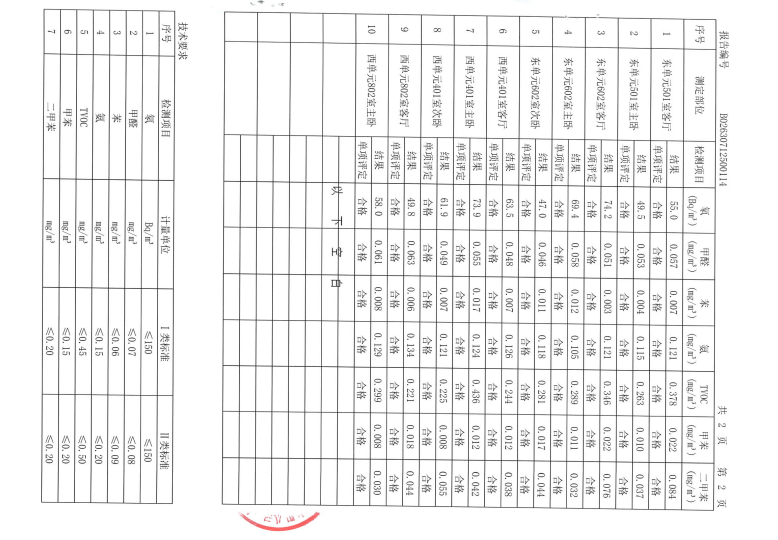 报告编号 B02630712500114 共 2 页 第 2 页
序号 测定部位 检测项目 氡(Bq/m³) 甲醛(mg/m³) 苯(mg/m³) 氨(mg/m³) TVOC(mg/m³) 甲苯(mg/m³) 二甲苯(mg/m³)
1 东单元501室客厅 结果 55.0 0.057 0.007 0.121 0.378 0.022 0.084
单项评定 合格 合格 合格 合格 合格 合格 合格
2 东单元501室主卧 结果 49.5 0.053 0.004 0.115 0.263 0.010 0.037
单项评定 合格 合格 合格 合格 合格 合格 合格
3 东单元602室客厅 结果 74.2 0.051 0.003 0.121 0.346 0.022 0.076
单项评定 合格 合格 合格 合格 合格 合格 合格
4 东单元602室主卧 结果 69.4 0.058 0.012 0.105 0.289 0.011 0.032
单项评定 合格 合格 合格 合格 合格 合格 合格
5 东单元602室次卧 结果 47.0 0.046 0.011 0.118 0.281 0.017 0.044
单项评定 合格 合格 合格 合格 合格 合格 合格
6 西单元401室客厅 结果 63.5 0.048 0.007 0.126 0.244 0.012 0.038
单项评定 合格 合格 合格 合格 合格 合格 合格
7 西单元401室主卧 结果 73.9 0.055 0.017 0.124 0.436 0.012 0.042
单项评定 合格 合格 合格 合格 合格 合格 合格
8 西单元401室次卧 结果 61.9 0.049 0.007 0.121 0.225 0.008 0.055
单项评定 合格 合格 合格 合格 合格 合格 合格
9 西单元802室客厅 结果 49.8 0.063 0.006 0.134 0.221 0.018 0.044
单项评定 合格 合格 合格 合格 合格 合格 合格
10 西单元802室主卧 结果 58.0 0.061 0.008 0.129 0.299 0.008 0.030
单项评定 合格 合格 合格 合格 合格 合格 合格
以 下 空 白
技术要求
序号 检测项目 计量单位 I类标准 II类标准
1 氡 Bq/m³ ≤150 ≤150
2 甲醛 mg/m³ ≤0.07 ≤0.08
3 苯 mg/m³ ≤0.06 ≤0.09
4 氨 mg/m³ ≤0.15 ≤0.20
5 TVOC mg/m³ ≤0.45 ≤0.50
6 甲苯 mg/m³ ≤0.15 ≤0.20
7 二甲苯 mg/m³ ≤0.20 ≤0.20